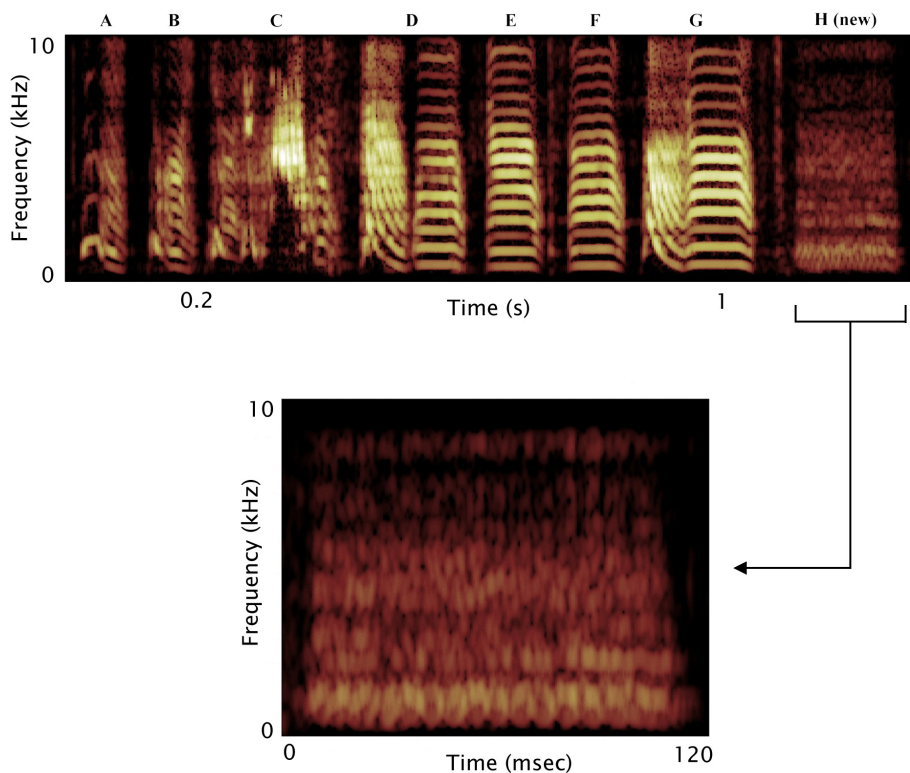 A B C D E F G H (new)
10
Frequency (kHz)
0
0.2 Time (s) 1
10
Frequency (kHz)
0
0 120
Time (msec)